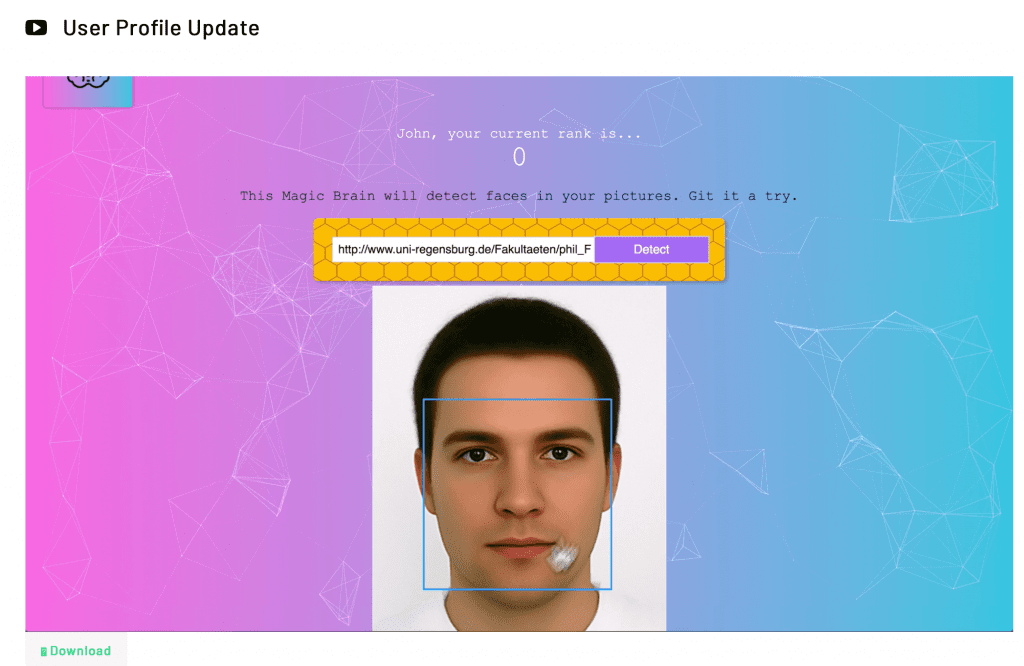 User Profile Update
John, your current rank is...
0
This Magic Brain will detect faces in your pictures. Git it a try.
http://www.uni-regensburg.de/Fakultaeten/phil_F
Detect
Download